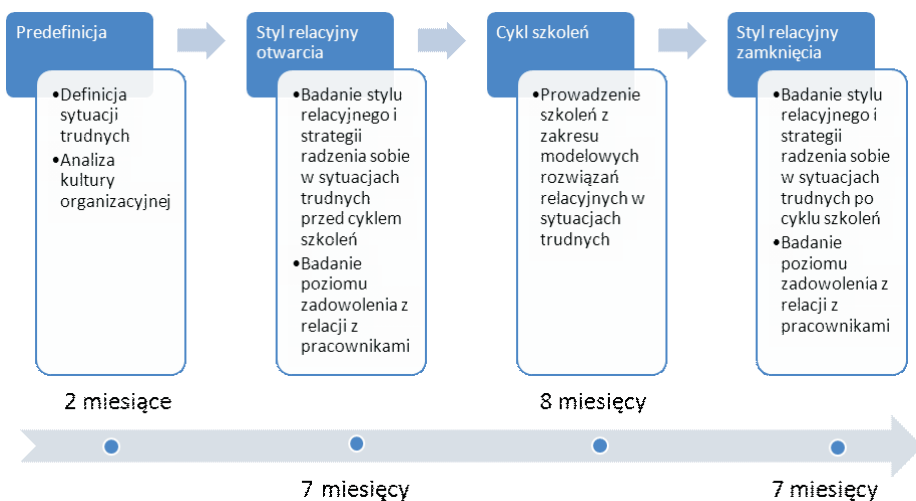 Predefinicja
•Definicja
sytuacji
trudnych
•Analiza
kultury
organizacyjnej
Styl relacyjny
otwarcia
•Badanie stylu
relacyjnego i
strategii
radzenia sobie
w sytuacjach
trudnych
przed cyklem
szkoleń
•Badanie
poziomu
zadowolenia z
relacji z
pracownikami
Cykl szkoleń
•Prowadzenie
szkoleń z
zakresu
modelowych
rozwiązań
relacyjnych w
sytuacjach
trudnych
Styl relacyjny
zamknięcia
•Badanie stylu
relacyjnego i
strategii
radzenia sobie
w sytuacjach
trudnych po
cyklu szkoleń
•Badanie
poziomu
zadowolenia z
relacji z
pracownikami
2 miesiące
7 miesięcy
8 miesięcy
7 miesięcy